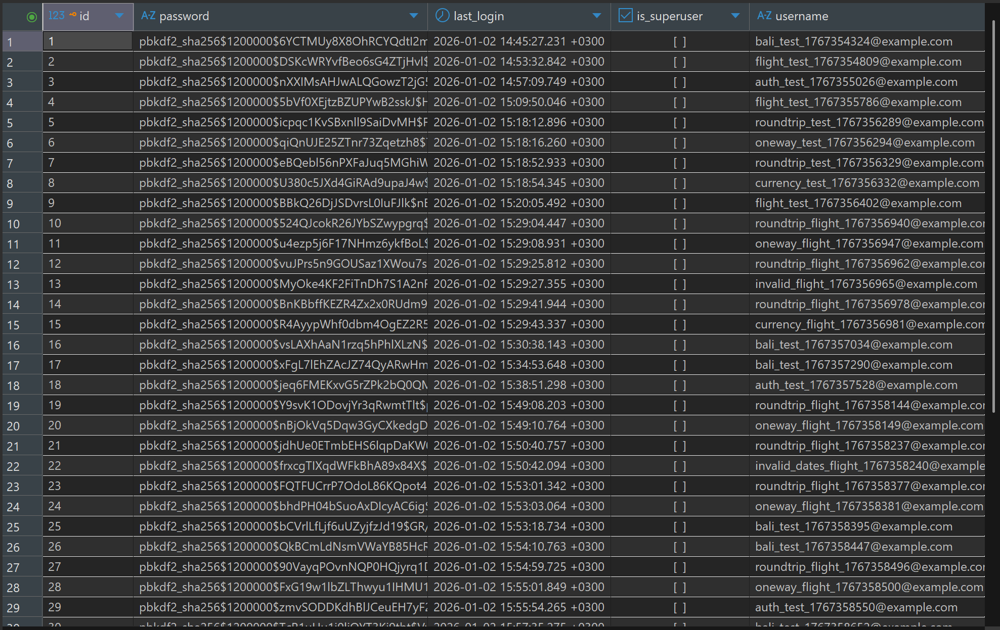 123 id A-Z password last_login is_superuser A-Z username
1 1 pbkdf2_sha256$1200000$6YCTMUy8X8OhRCYQdtI2m 2026-01-02 14:45:27.231 +0300 [ ] bali_test_1767354324@example.com
2 2 pbkdf2_sha256$1200000$DSKcWRYvfBeo6sG4ZTjHvl$ 2026-01-02 14:53:32.842 +0300 [ ] flight_test_1767354809@example.com
3 3 pbkdf2_sha256$1200000$nXXIMsAHJwALQGowzT2jG5 2026-01-02 14:57:09.749 +0300 [ ] auth_test_1767355026@example.com
4 4 pbkdf2_sha256$1200000$5bVf0XEjtzBZUPYwB2sskJ$H 2026-01-02 15:09:50.046 +0300 [ ] flight_test_1767355786@example.com
5 5 pbkdf2_sha256$1200000$icpqc1KvSBxnll9SaiDvMH$F 2026-01-02 15:18:12.896 +0300 [ ] roundtrip_test_1767356289@example.com
6 6 pbkdf2_sha256$1200000$qiQnUJE25ZTnr73Zqetzh8$ 2026-01-02 15:18:16.260 +0300 [ ] oneway_test_1767356294@example.com
7 7 pbkdf2_sha256$1200000$eBQebl56nPXFaJuq5MGhiW 2026-01-02 15:18:52.933 +0300 [ ] roundtrip_test_1767356329@example.com
8 8 pbkdf2_sha256$1200000$U380c5JXd4GiRAd9upaJ4w$ 2026-01-02 15:18:54.345 +0300 [ ] currency_test_1767356332@example.com
9 9 pbkdf2_sha256$1200000$BBkQ26DjJSDvrsL0IuFJlk$nE 2026-01-02 15:20:05.492 +0300 [ ] flight_test_1767356402@example.com
10 10 pbkdf2_sha256$1200000$524QJcokR26JYbSZwypgrq$ 2026-01-02 15:29:04.447 +0300 [ ] roundtrip_flight_1767356940@example.cor
11 11 pbkdf2_sha256$1200000$u4ezp5j6F17NHmz6ykfBoL$ 2026-01-02 15:29:08.931 +0300 [ ] oneway_flight_1767356947@example.com
12 12 pbkdf2_sha256$1200000$vuJPrs5n9GOUSaz1XWou7s 2026-01-02 15:29:25.812 +0300 [ ] roundtrip_flight_1767356962@example.cor
13 13 pbkdf2_sha256$1200000$MyOke4KF2FiTnDh7S1A2nF 2026-01-02 15:29:27.355 +0300 [ ] invalid_flight_1767356965@example.com
14 14 pbkdf2_sha256$1200000$BnKBbffKEZR4Zx2x0RUdm9 2026-01-02 15:29:41.944 +0300 [ ] roundtrip_flight_1767356978@example.cor
15 15 pbkdf2_sha256$1200000$R4AyypWhf0dbm4OgEZ2R5 2026-01-02 15:29:43.337 +0300 [ ] currency_flight_1767356981@example.com
16 16 pbkdf2_sha256$1200000$vsLAXhAaN1rzq5hPhlXLzN$ 2026-01-02 15:30:38.143 +0300 [ ] bali_test_1767357034@example.com
17 17 pbkdf2_sha256$1200000$xFgL7lEhZAcJZ74QyARwHm 2026-01-02 15:34:53.648 +0300 [ ] bali_test_1767357290@example.com
18 18 pbkdf2_sha256$1200000$jeq6FMEKxvG5rZPk2bQ0QM 2026-01-02 15:38:51.298 +0300 [ ] auth_test_1767357528@example.com
19 19 pbkdf2_sha256$1200000$Y9svK1ODovjYr3qRwmtTlt$p 2026-01-02 15:49:08.203 +0300 [ ] roundtrip_flight_1767358144@example.cor
20 20 pbkdf2_sha256$1200000$nBjOkVq5Dqw3GyCXkedgD 2026-01-02 15:49:10.764 +0300 [ ] oneway_flight_1767358149@example.com
21 21 pbkdf2_sha256$1200000$jdhUe0ETmbEHS6lqpDaKW0 2026-01-02 15:50:40.757 +0300 [ ] roundtrip_flight_1767358237@example.cor
22 22 pbkdf2_sha256$1200000$frxcgTIXqdWFkBhA89x84X$ 2026-01-02 15:50:42.094 +0300 [ ] invalid_dates_flight_1767358240@example
23 23 pbkdf2_sha256$1200000$FQTFUCrrP7OdoL86KQpot4 2026-01-02 15:53:01.342 +0300 [ ] roundtrip_flight_1767358377@example.cor
24 24 pbkdf2_sha256$1200000$bhdPH04bSuoAxDIcyAC6ig$ 2026-01-02 15:53:03.064 +0300 [ ] oneway_flight_1767358381@example.com
25 25 pbkdf2_sha256$1200000$bCVrlLfLjf6uUZyjfzJd19$GR/ 2026-01-02 15:53:18.734 +0300 [ ] bali_test_1767358395@example.com
26 26 pbkdf2_sha256$1200000$QkBCmLdNsmVWaYB85HcF 2026-01-02 15:54:10.763 +0300 [ ] bali_test_1767358447@example.com
27 27 pbkdf2_sha256$1200000$90VayqPOvnNQP0HQjyrq1D 2026-01-02 15:54:59.725 +0300 [ ] roundtrip_flight_1767358496@example.cor
28 28 pbkdf2_sha256$1200000$FxG19w1lbZLThwyu1IHMU1 2026-01-02 15:55:01.849 +0300 [ ] oneway_flight_1767358500@example.com
29 29 pbkdf2_sha256$1200000$zmvSODDKdhBlJCeuEH7yF2 2026-01-02 15:55:54.265 +0300 [ ] auth_test_1767358550@example.com